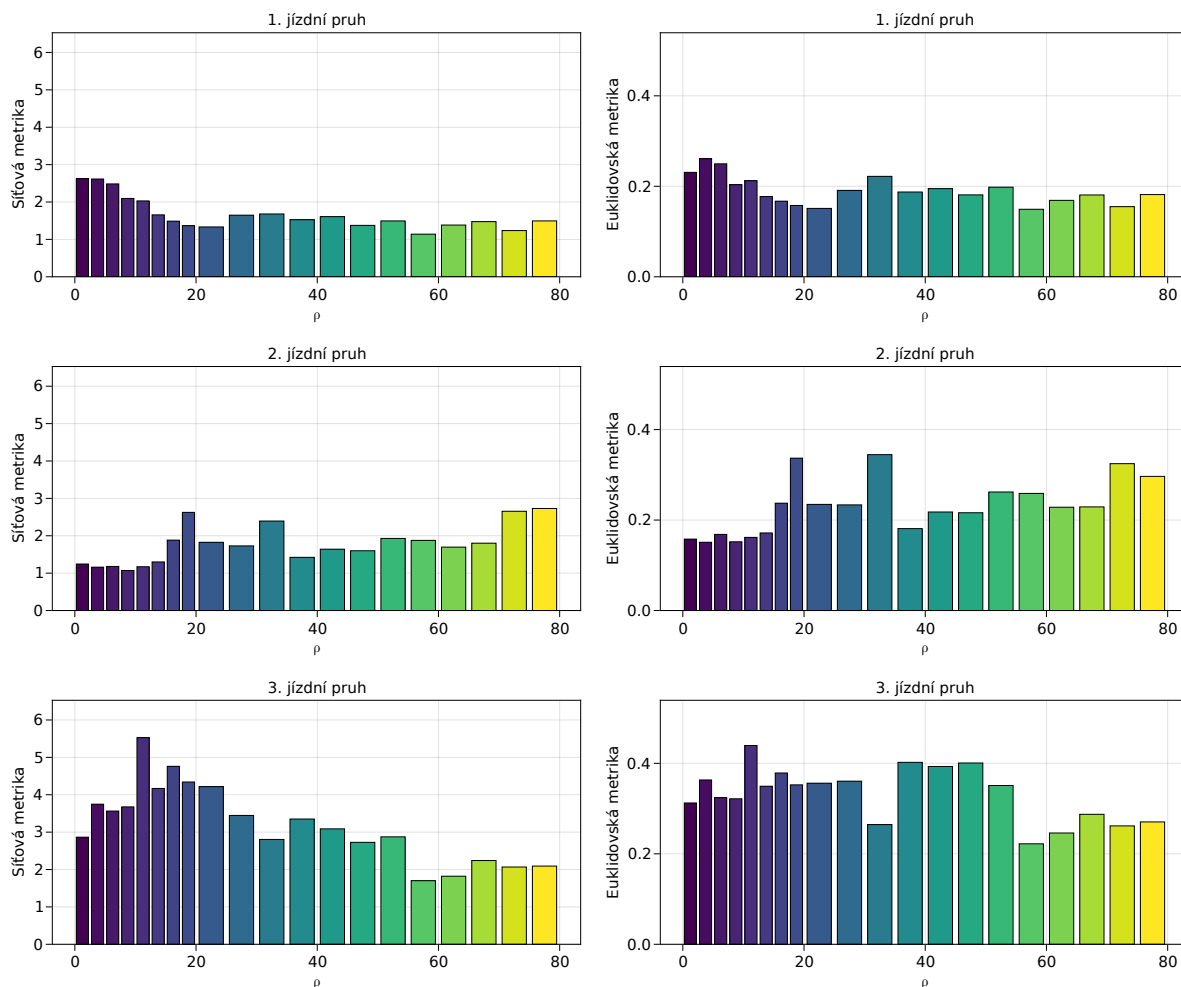 1. jízdní pruh
Síťová metrika
6
5
4
3
2
1
0
0 20 40 60 80
ρ
1. jízdní pruh
Euklidovská metrika
0.4
0.2
0.0
0 20 40 60 80
ρ
2. jízdní pruh
Síťová metrika
6
5
4
3
2
1
0
0 20 40 60 80
ρ
2. jízdní pruh
Euklidovská metrika
0.4
0.2
0.0
0 20 40 60 80
ρ
3. jízdní pruh
Síťová metrika
6
5
4
3
2
1
0
0 20 40 60 80
ρ
3. jízdní pruh
Euklidovská metrika
0.4
0.2
0.0
0 20 40 60 80
ρ